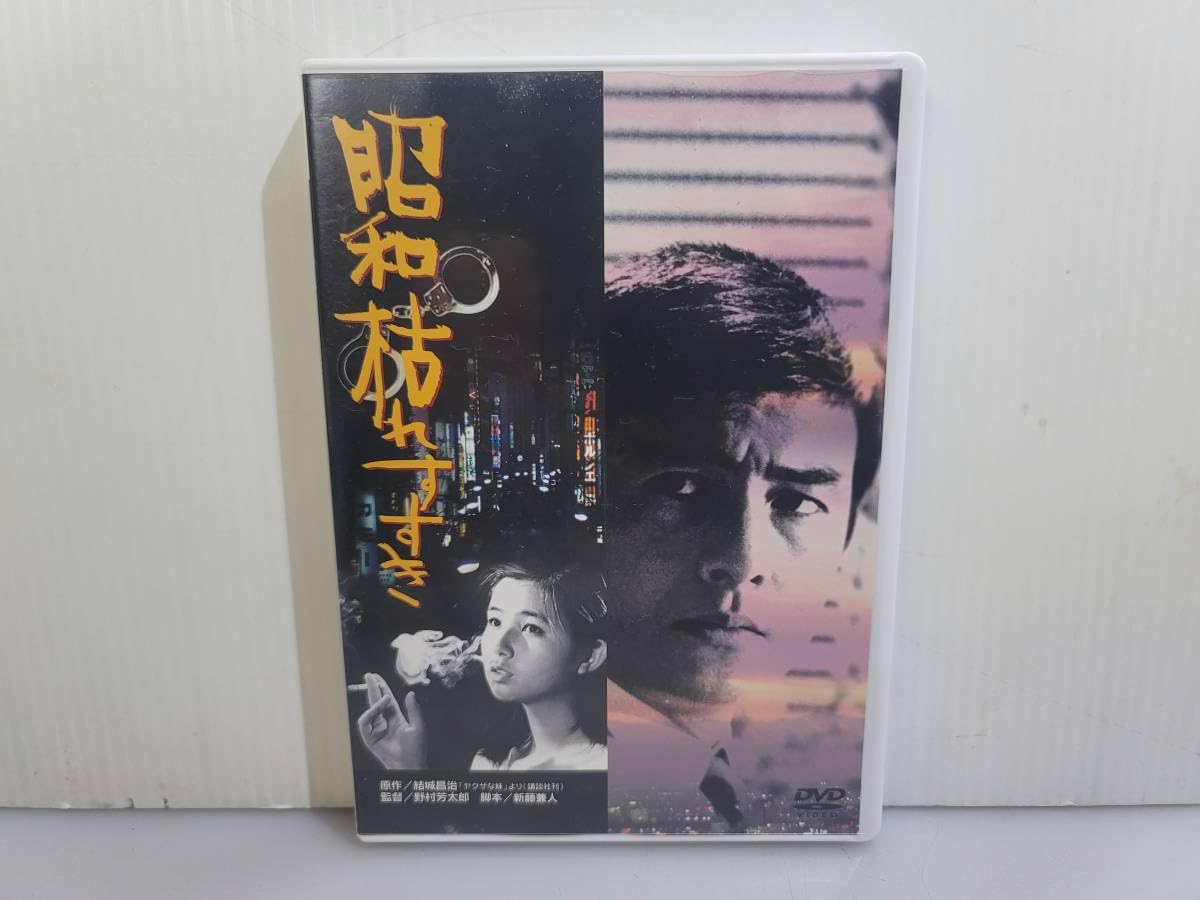 昭和枯れすすき
原作／結城昌治「ヤクザな妹」より（講談社刊）
監督／野村芳太郎 脚本／新藤兼人
DVD
VIDEO